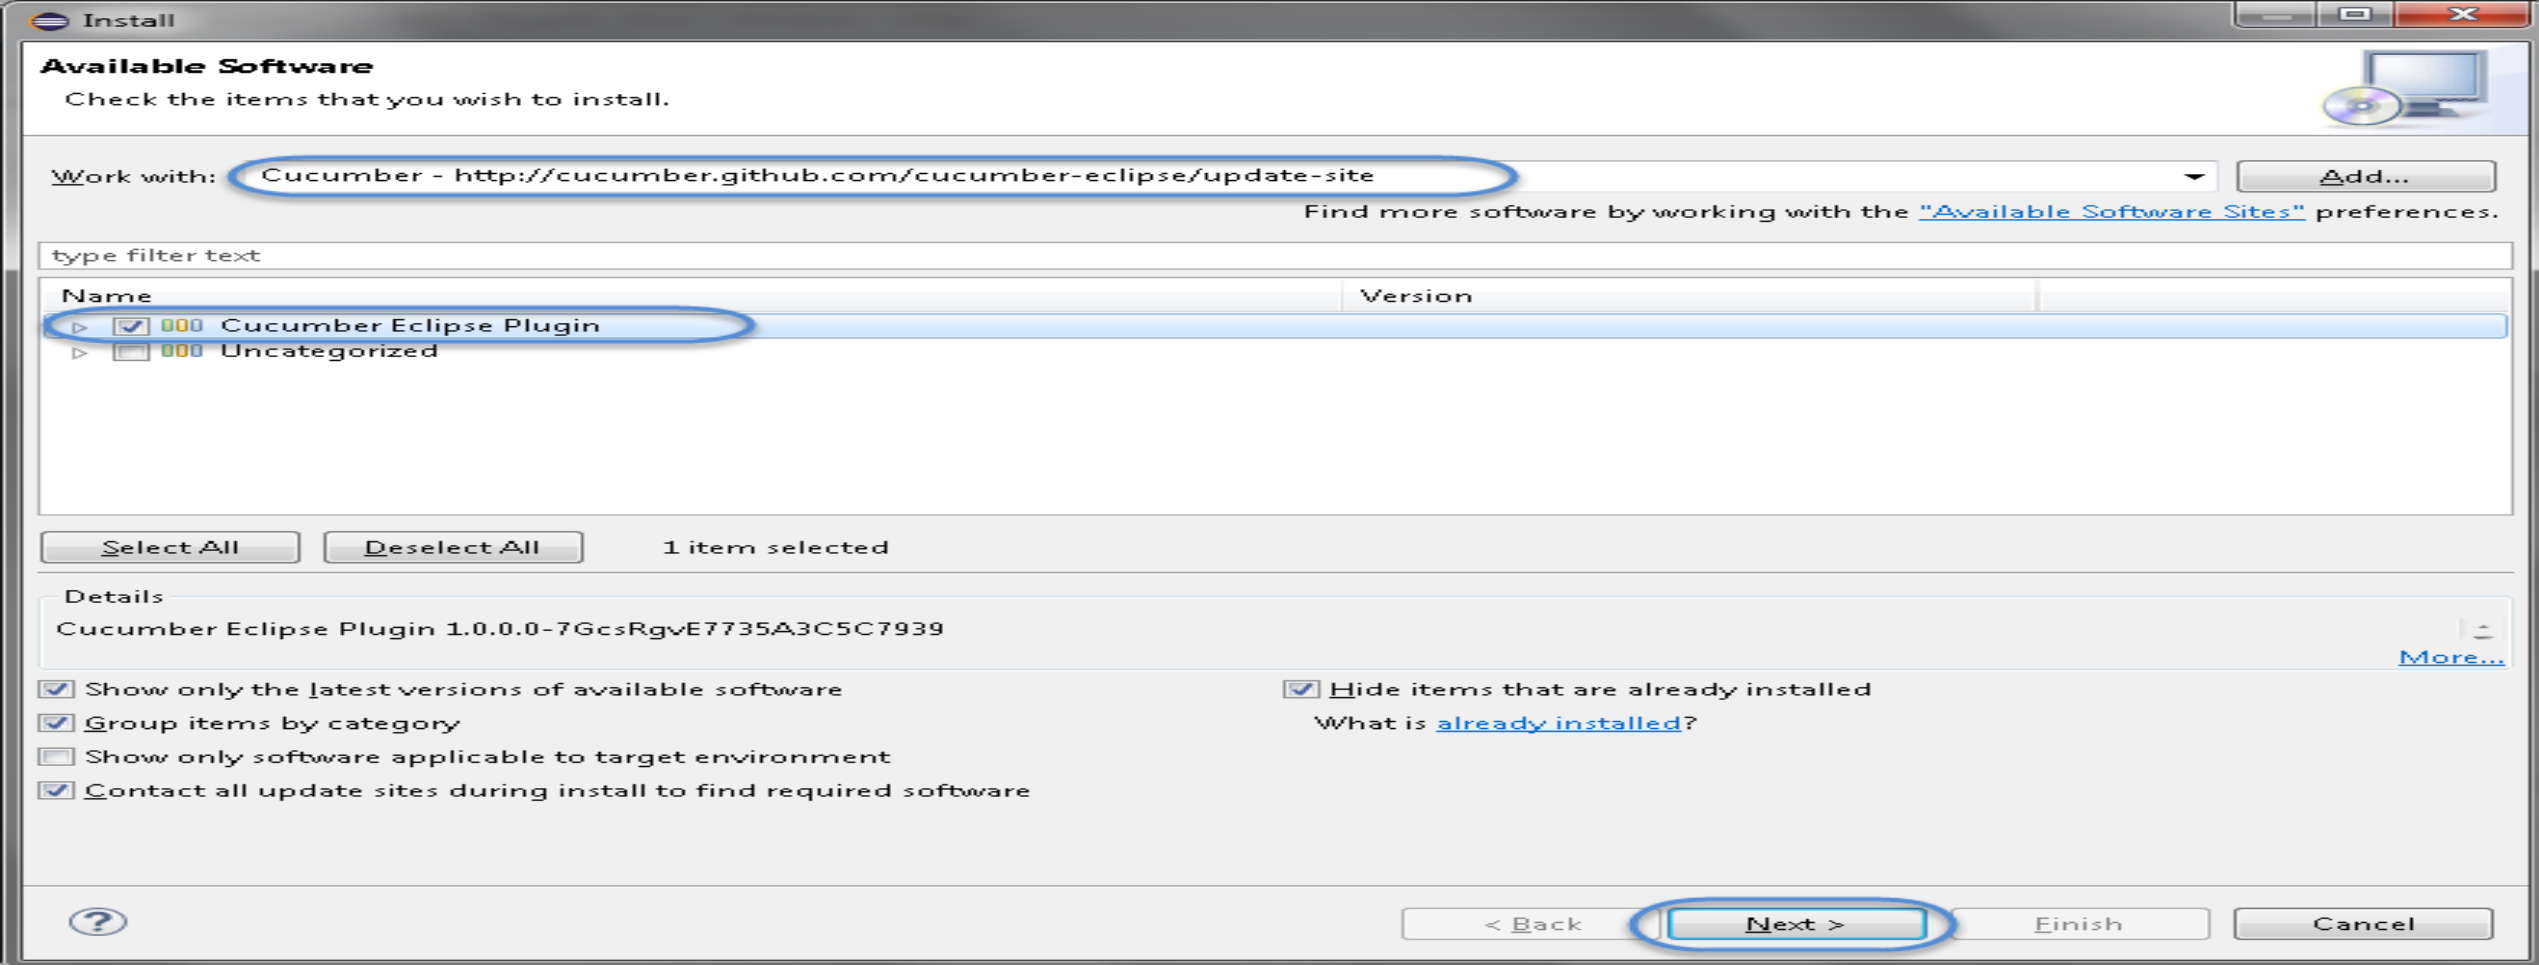 Install
Available Software
Check the items that you wish to install.
Work with: Cucumber - http://cucumber.github.com/cucumber-eclipse/update-site Add...
Find more software by working with the "Available Software Sites" preferences.
type filter text
Name Version
Cucumber Eclipse Plugin
Uncategorized
Select All Deselect All 1 item selected
Details
Cucumber Eclipse Plugin 1.0.0.0-7GcsRgvE7735A3C5C7939
More...
Show only the latest versions of available software Hide items that are already installed
Group items by category What is already installed?
Show only software applicable to target environment
Contact all update sites during install to find required software
? < Back Next > Finish Cancel